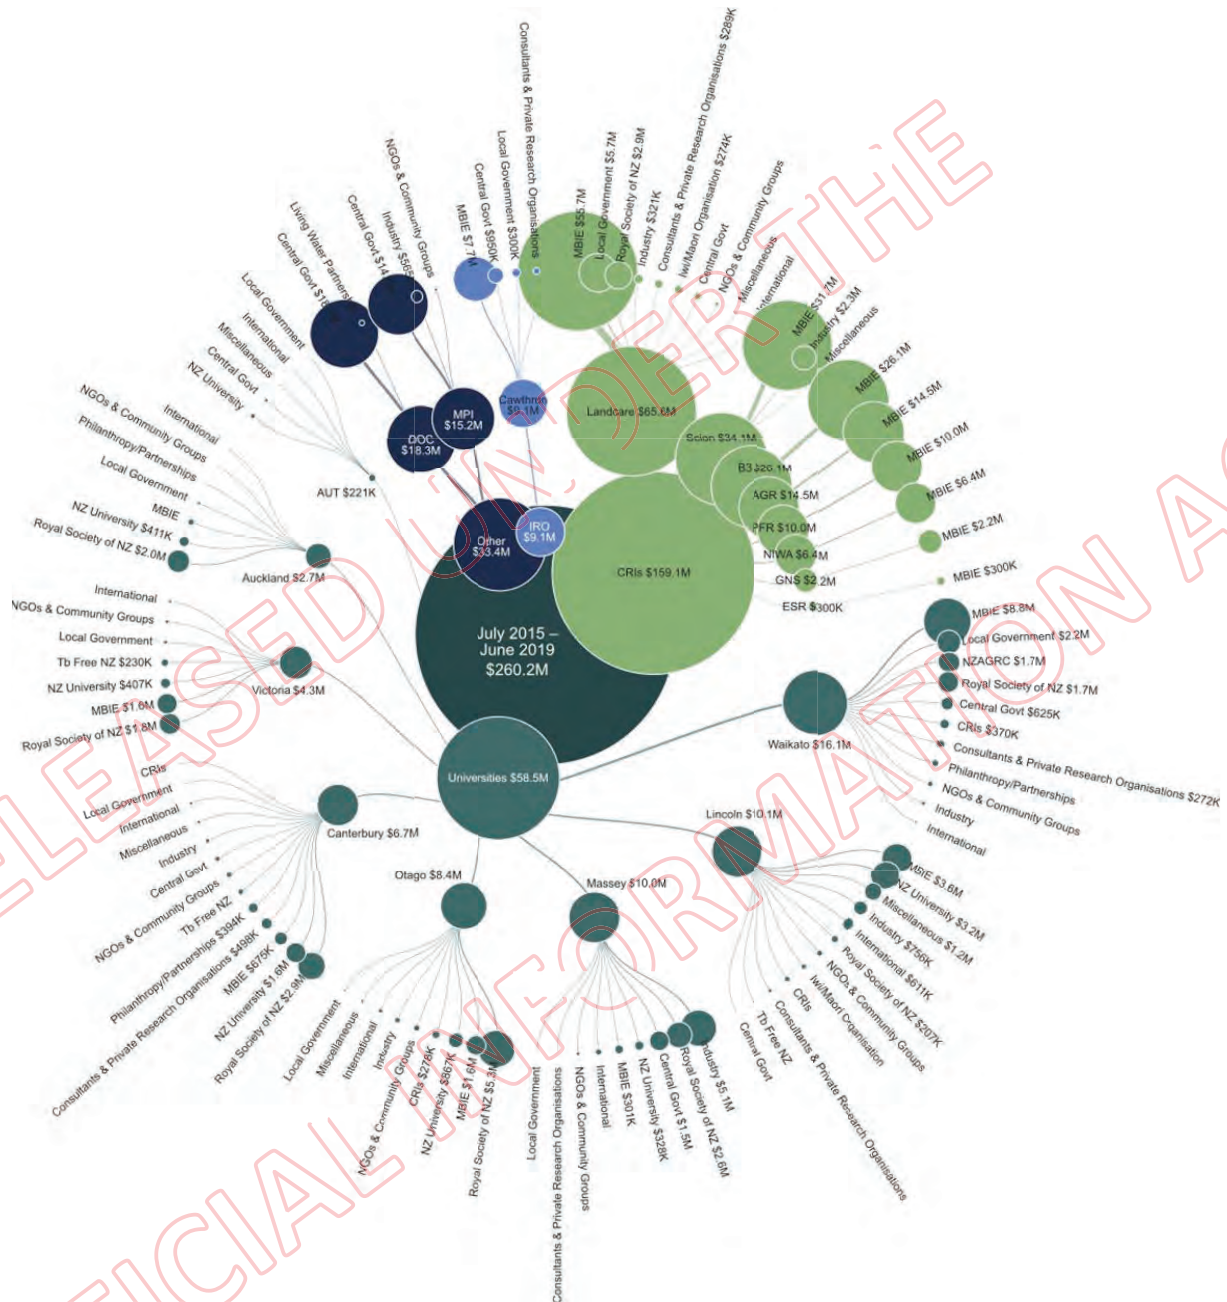 Consultants & Private Research Organisations $289K
Consultants & Private Research Organisations
Local Government $300K
Central Govt $950K
MBIE $7.7M
MBIE $55.7M
Local Government $5.7M
Royal Society of NZ $2.9M
Industry $321K
Iwi/Maori Organisation $274K
Central Govt
NGOs & Community Groups
Miscellaneous
International
MBIE $31.7M
Industry $2.3M
Miscellaneous
MBIE $26.1M
MBIE $14.5M
MBIE $10.0M
MBIE $6.4M
MBIE $2.2M
MBIE $300K
NGOs & Community Groups
Industry
Central Govt
Living Water
Central Govt
Cawthron
$9.1M
Landcare $65.6M
Scion $34.1M
B3
AGR $14.5M
PFR $10.0M
NIWA $6.4M
GNS $2.2M
ESR $300K
MPI
$15.2M
DOC
$18.3M
Other
$33.4M
IRO
$9.1M
CRIs $159.1M
July 2015 –
June 2019
$260.2M
Universities $58.5M
Local Government
International
Miscellaneous
Central Govt
NZ University
AUT $221K
International
NGOs & Community Groups
Philanthropy/Partnerships
Local Government
MBIE
NZ University $411K
Royal Society of NZ $2.0M
Auckland $2.7M
International
NGOs & Community Groups
Local Government
Tb Free NZ $230K
NZ University $407K
MBIE $1.6M
Royal Society of NZ $1.8M
Victoria $4.3M
CRIs
Local Government
International
Miscellaneous
Industry
Central Govt
NGOs & Community Groups
Tb Free NZ
Philanthropy/Partnerships $394K
Consultants & Private Research Organisations $498K
MBIE $675K
NZ University $1.6M
Royal Society of NZ $2.9M
Canterbury $6.7M
Otago $8.4M
Local Government
Miscellaneous
International
Industry
NGOs & Community Groups
CRIs $278K
NZ University $867K
MBIE $1.6M
Royal Society of NZ $5.3M
Massey $10.0M
Local Government
Consultants & Private Research Organisations
NGOs & Community Groups
International
MBIE $301K
NZ University $328K
Central Govt $1.5M
Royal Society of NZ $2.6M
Industry $5.1M
Lincoln $10.1M
MBIE $3.6M
NZ University $3.2M
Miscellaneous $1.2M
Industry $756K
International $611K
Royal Society of NZ $207K
NGOs & Community Groups
Iwi/Maori Organisation
CRIs
Consultants & Private Research Organisations
Tb Free NZ
Central Govt
Waikato $16.1M
MBIE $8.8M
Local Government $2.2M
NZAGRC $1.7M
Royal Society of NZ $1.7M
Central Govt $625K
CRIs $370K
Consultants & Private Research Organisations $272K
Philanthropy/Partnerships
NGOs & Community Groups
Industry
International
RELEASED UNDER THE
OFFICIAL INFORMATION AC